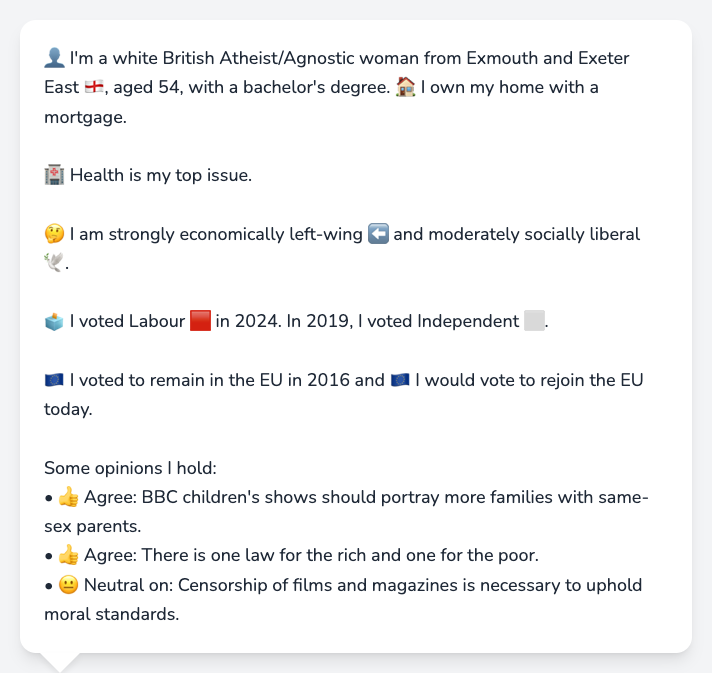 👤 I'm a white British Atheist/Agnostic woman from Exmouth and Exeter
East 🏴󠁧󠁢󠁥󠁮󠁧󠁿, aged 54, with a bachelor's degree. 🏠 I own my home with a
mortgage.
🏥 Health is my top issue.
🤔 I am strongly economically left-wing ⬅️ and moderately socially liberal
🕊️.
🗳️ I voted Labour 🟥 in 2024. In 2019, I voted Independent ⬜.
🇪🇺 I voted to remain in the EU in 2016 and 🇪🇺 I would vote to rejoin the EU
today.
Some opinions I hold:
• 👍 Agree: BBC children's shows should portray more families with same-
sex parents.
• 👍 Agree: There is one law for the rich and one for the poor.
• 😐 Neutral on: Censorship of films and magazines is necessary to uphold
moral standards.